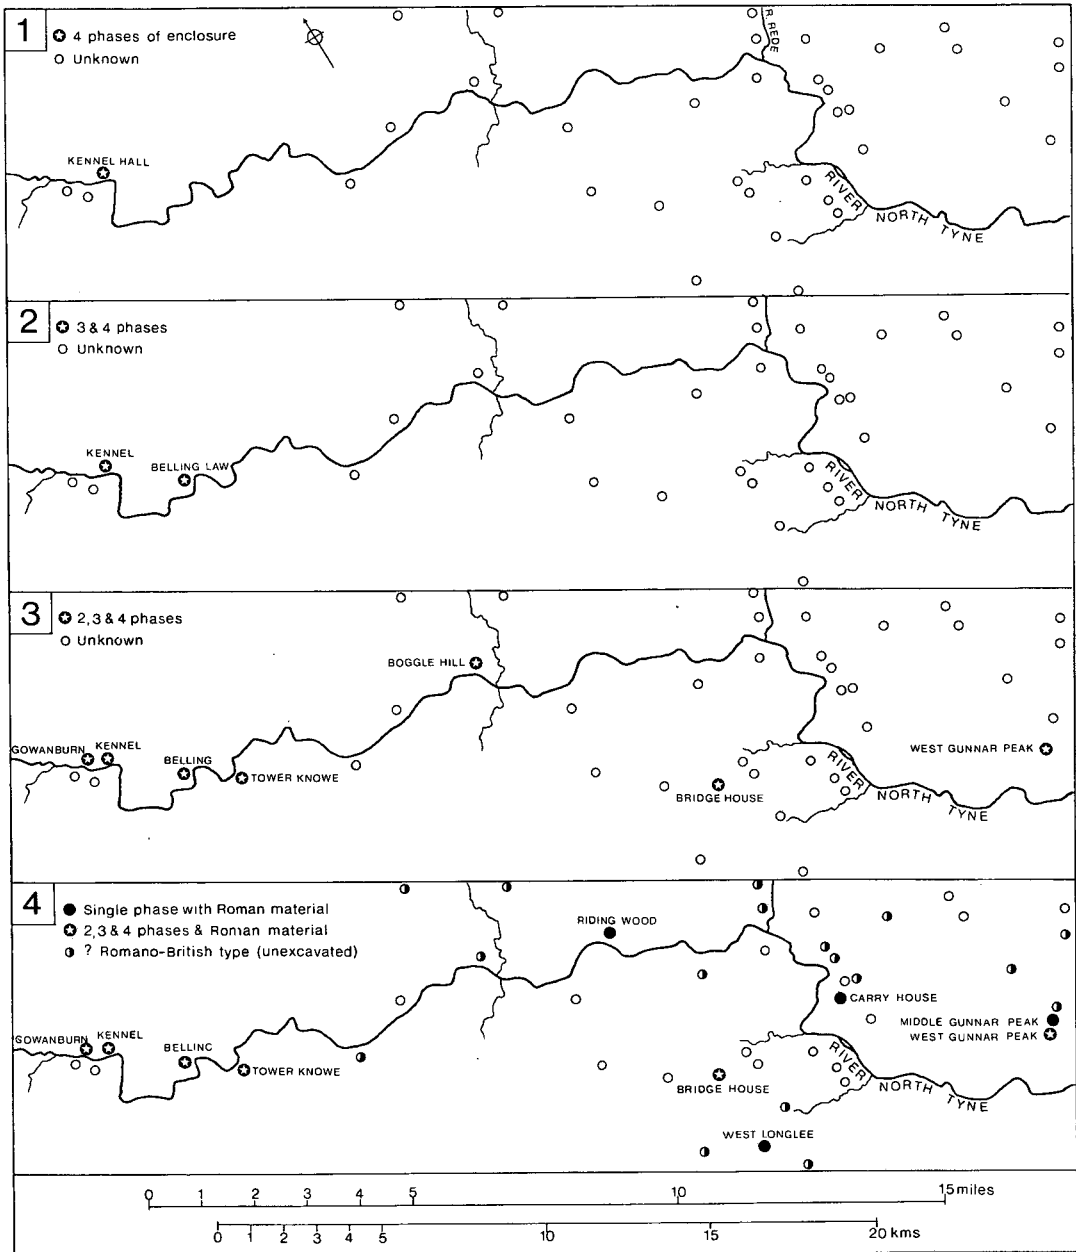 1
4 phases of enclosure
Unknown
R. REDE
KENNEL HALL
RIVER NORTH TYNE
2
3 & 4 phases
Unknown
KENNEL
BELLING LAW
RIVER NORTH TYNE
3
2,3 & 4 phases
Unknown
BOGGLE HILL
GOWANBURN
KENNEL
BELLING
TOWER KNOWE
WEST GUNNAR PEAK
BRIDGE HOUSE
RIVER NORTH TYNE
4
Single phase with Roman material
2,3 & 4 phases & Roman material
? Romano-British type (unexcavated)
RIDING WOOD
CARRY HOUSE
MIDDLE GUNNAR PEAK
WEST GUNNAR PEAK
GOWANBURN
KENNEL
BELLINC
TOWER KNOWE
BRIDGE HOUSE
RIVER NORTH TYNE
WEST LONGLEE
0 1 2 3 4 5 10 15 miles
0 1 2 3 4 5 10 15 20 kms